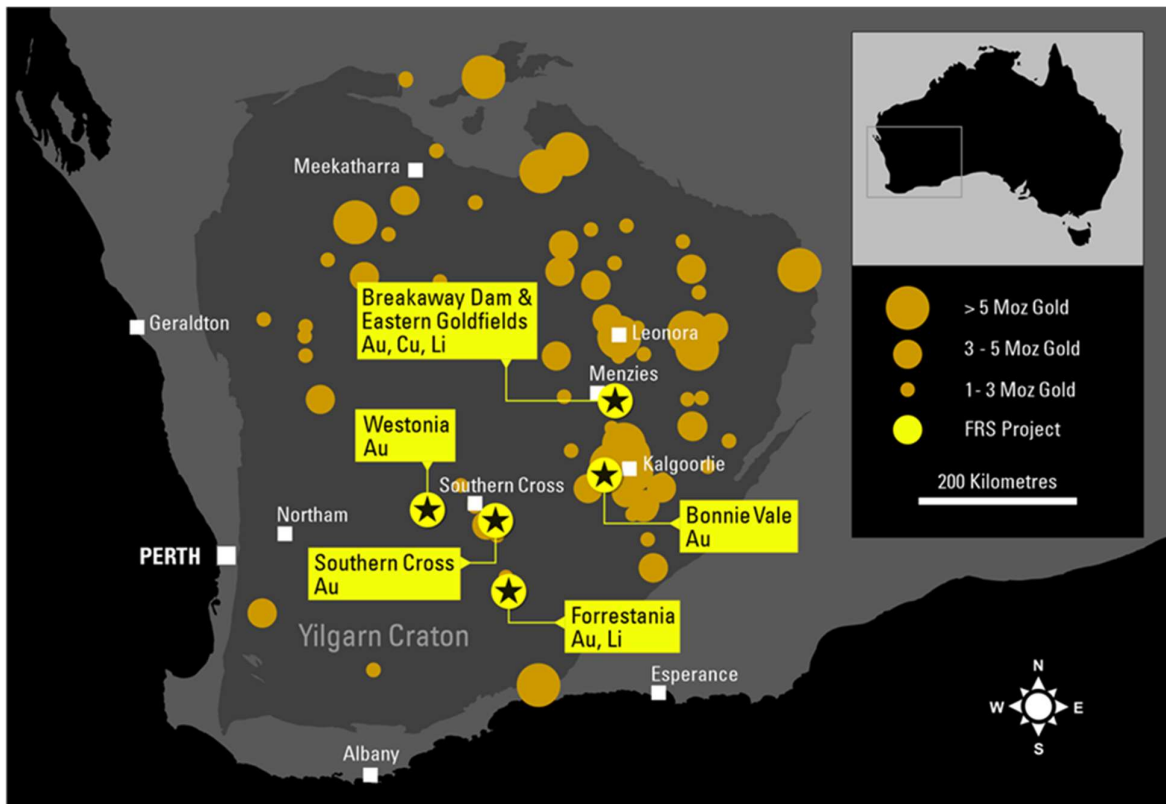 Meekatharra
Breakaway Dam &
Eastern Goldfields
Au, Cu, Li
Geraldton
Leonora
Menzies
Westonia
Au
Kalgoorlie
Southern Cross
Northam
Bonnie Vale
Au
PERTH
Southern Cross
Au
Forrestania
Au, Li
Yilgarn Craton
Esperance
Albany
> 5 Moz Gold
3 - 5 Moz Gold
1- 3 Moz Gold
FRS Project
200 Kilometres
N
W
E
S